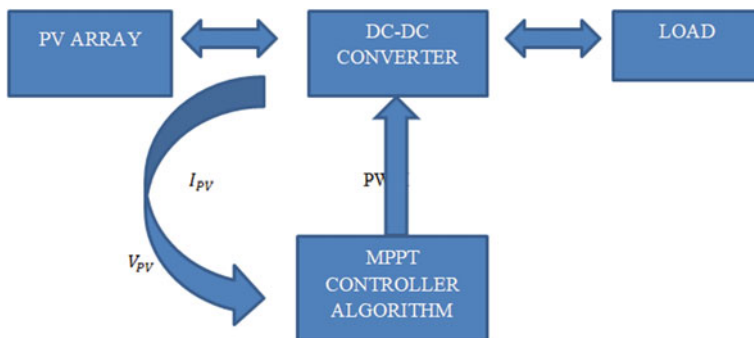 PV ARRAY
DC-DC
CONVERTER
LOAD
I_PV
V_PV
MPPT
CONTROLLER
ALGORITHM